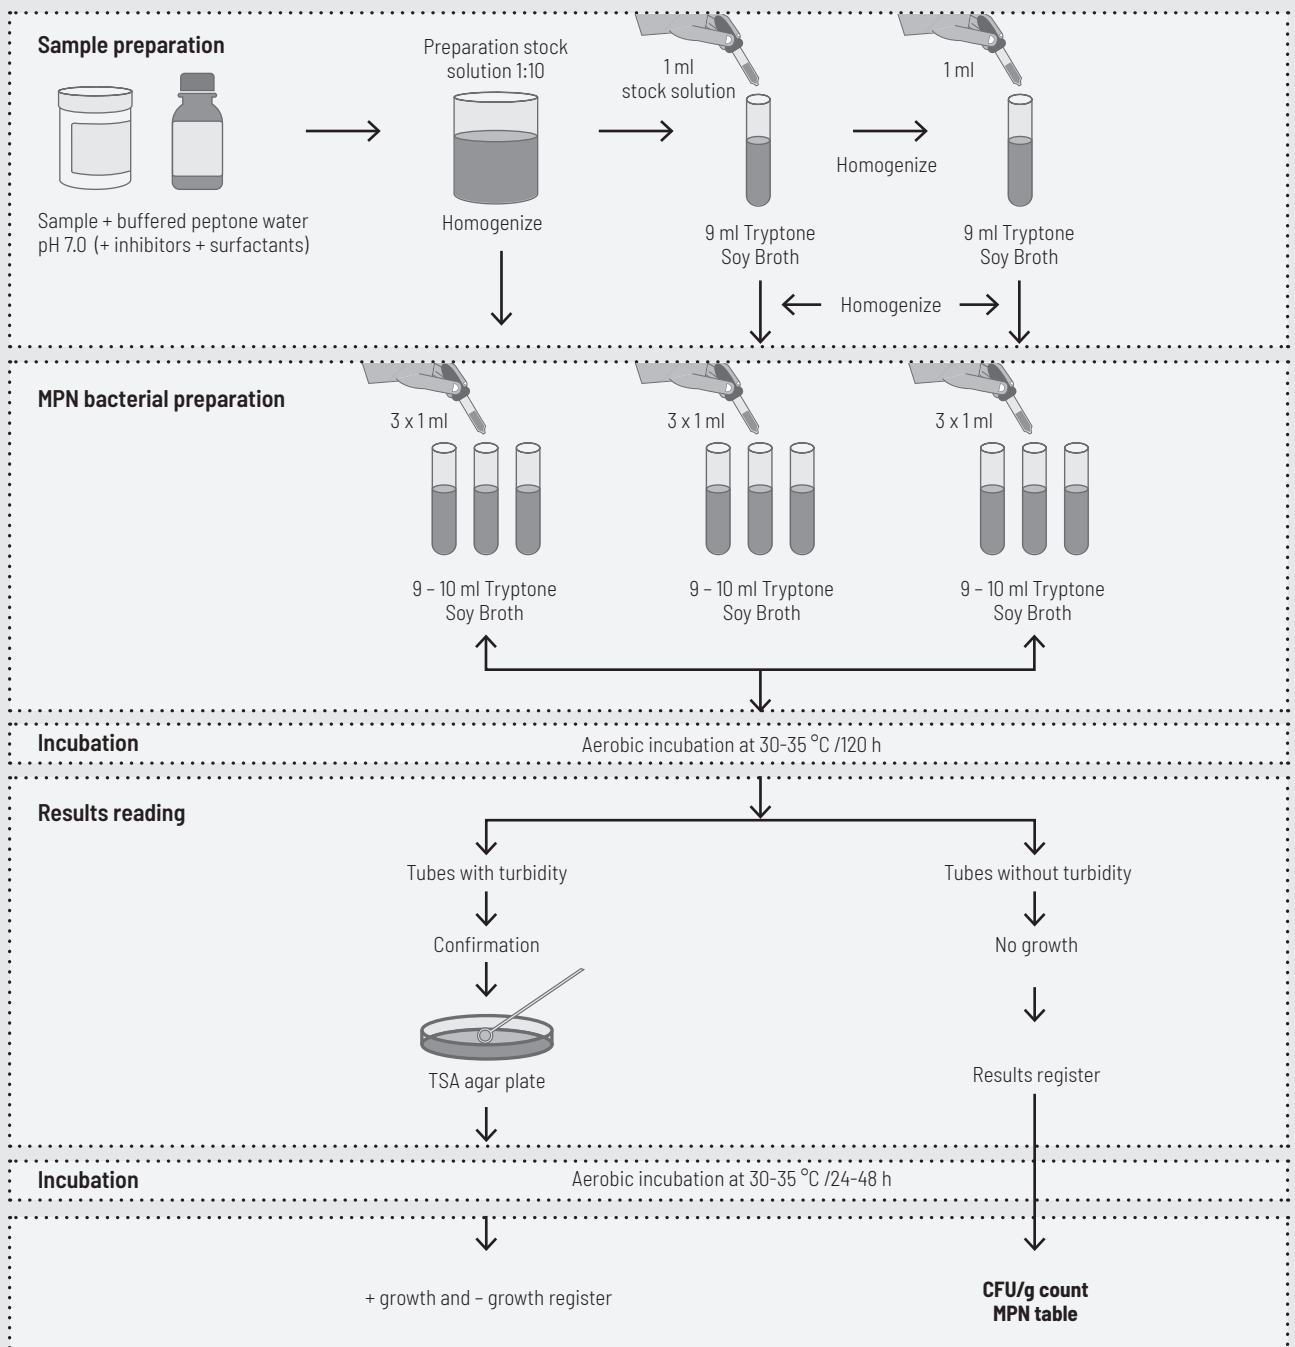 Sample preparation
Preparation stock
solution 1:10
1 ml
stock solution
1 ml
Homogenize
Sample + buffered peptone water
pH 7.0 (+ inhibitors + surfactants)
Homogenize
9 ml Tryptone
Soy Broth
9 ml Tryptone
Soy Broth
Homogenize
MPN bacterial preparation
3 x 1 ml
3 x 1 ml
3 x 1 ml
9 – 10 ml Tryptone
Soy Broth
9 – 10 ml Tryptone
Soy Broth
9 – 10 ml Tryptone
Soy Broth
Incubation
Aerobic incubation at 30-35 °C /120 h
Results reading
Tubes with turbidity
Tubes without turbidity
Confirmation
No growth
TSA agar plate
Results register
Incubation
Aerobic incubation at 30-35 °C /24-48 h
+ growth and – growth register
CFU/g count
MPN table